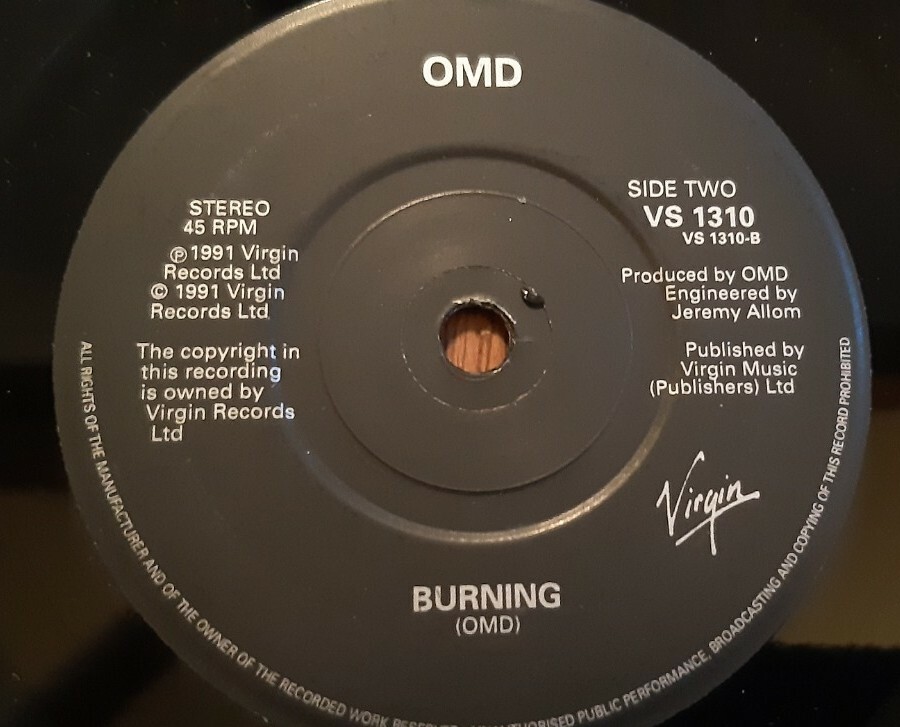 OMD
STEREO
45 RPM
℗ 1991 Virgin
Records Ltd
© 1991 Virgin
Records Ltd
The copyright in
this recording
is owned by
Virgin Records
Ltd
SIDE TWO
VS 1310
VS 1310-B
Produced by OMD
Engineered by
Jeremy Allom
Published by
Virgin Music
(Publishers) Ltd
Virgin
BURNING
(OMD)
ALL RIGHTS OF THE MANUFACTURER AND OF THE OWNER OF THE RECORDED WORK PUBLIC PERFORMANCE, BROADCASTING AND COPYING OF THIS RECORD PROHIBITED